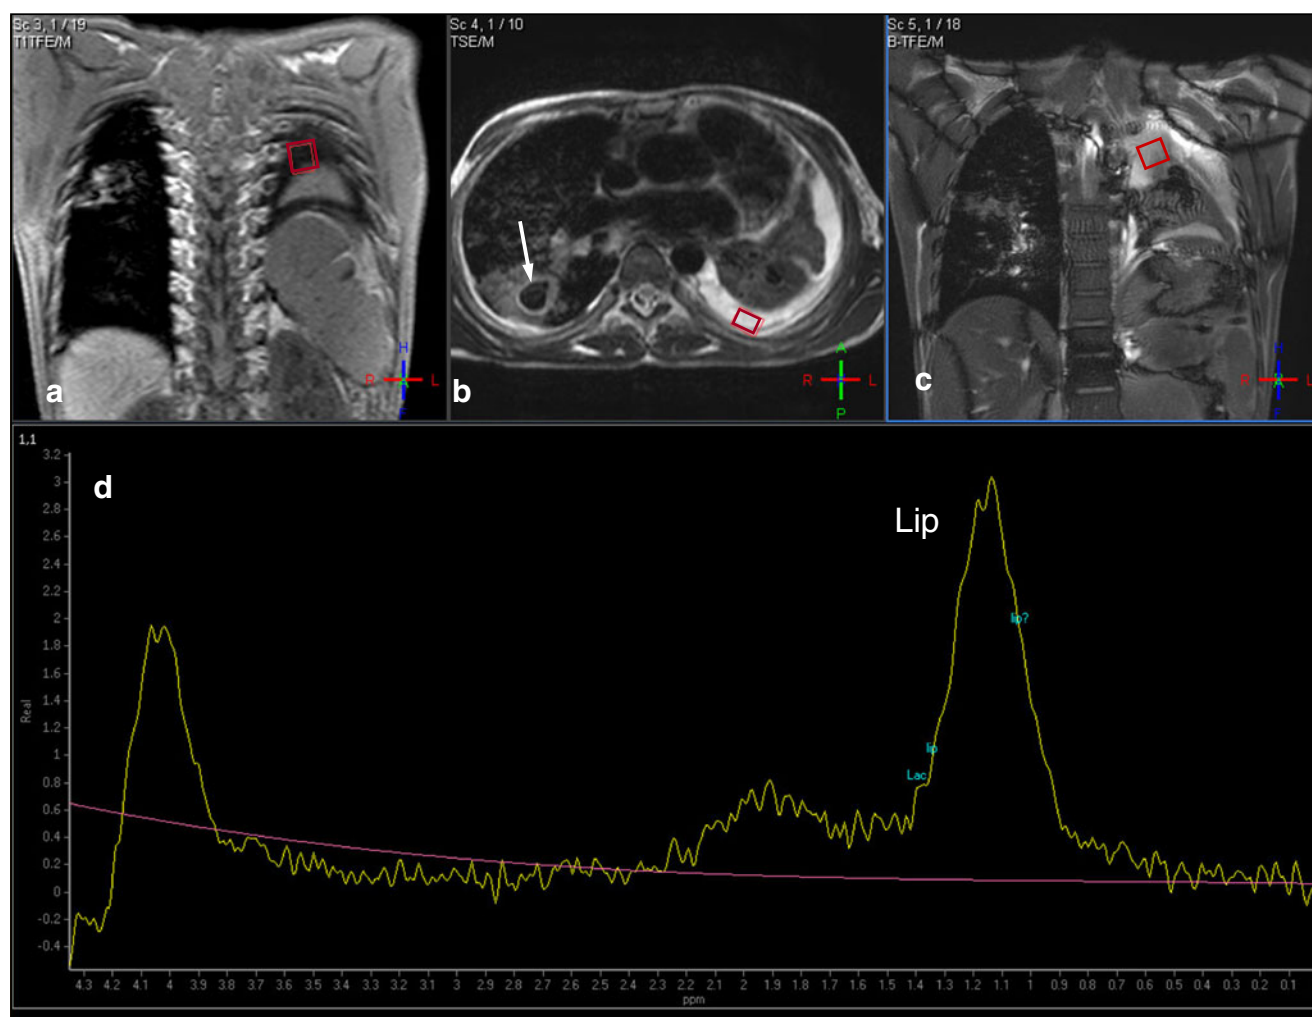 Sc 3, 1 / 19
T1TFE/M
H
R A L
F
a
Sc 4, 1 / 10
TSE/M
A
R L
P
b
Sc 5, 1 / 18
B-TFE/M
H
R A L
F
c
1,1
d
Lip
lip?
lip
Lac
Real
3.2
3
2.8
2.6
2.4
2.2
2
1.8
1.6
1.4
1.2
1
0.8
0.6
0.4
0.2
0
-0.2
-0.4
4.3 4.2 4.1 4 3.9 3.8 3.7 3.6 3.5 3.4 3.3 3.2 3.1 3 2.9 2.8 2.7 2.6 2.5 2.4 2.3 2.2 2.1 2 1.9 1.8 1.7 1.6 1.5 1.4 1.3 1.2 1.1 1 0.9 0.8 0.7 0.6 0.5 0.4 0.3 0.2 0.1
ppm